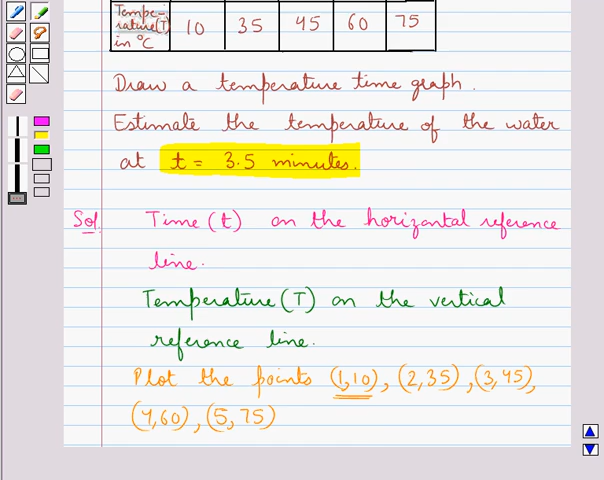 Tempe-
rature(T) 10 35 45 60 75
in °C
Draw a temperature time graph.
Estimate the temperature of the water
at t = 3.5 minutes.
Sol. Time (t) on the horizantal reference
line.
Temperature (T) on the vertical
reference line.
Plot the points (1,10), (2,35), (3,45),
(4,60), (5,75)